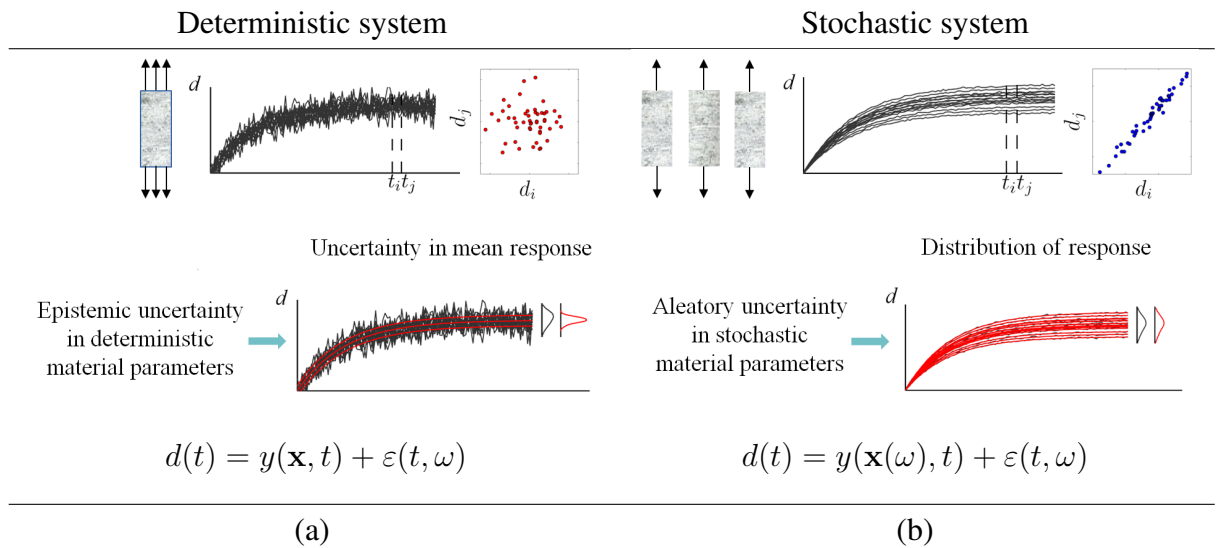 Deterministic system
d
t_i t_j
d_j
d_i
Uncertainty in mean response
Epistemic uncertainty
in deterministic
material parameters
d
d(t) = y(𝐱, t) + ε(t, ω)
(a)
Stochastic system
d
t_i t_j
d_j
d_i
Distribution of response
Aleatory uncertainty
in stochastic
material parameters
d
d(t) = y(𝐱(ω), t) + ε(t, ω)
(b)